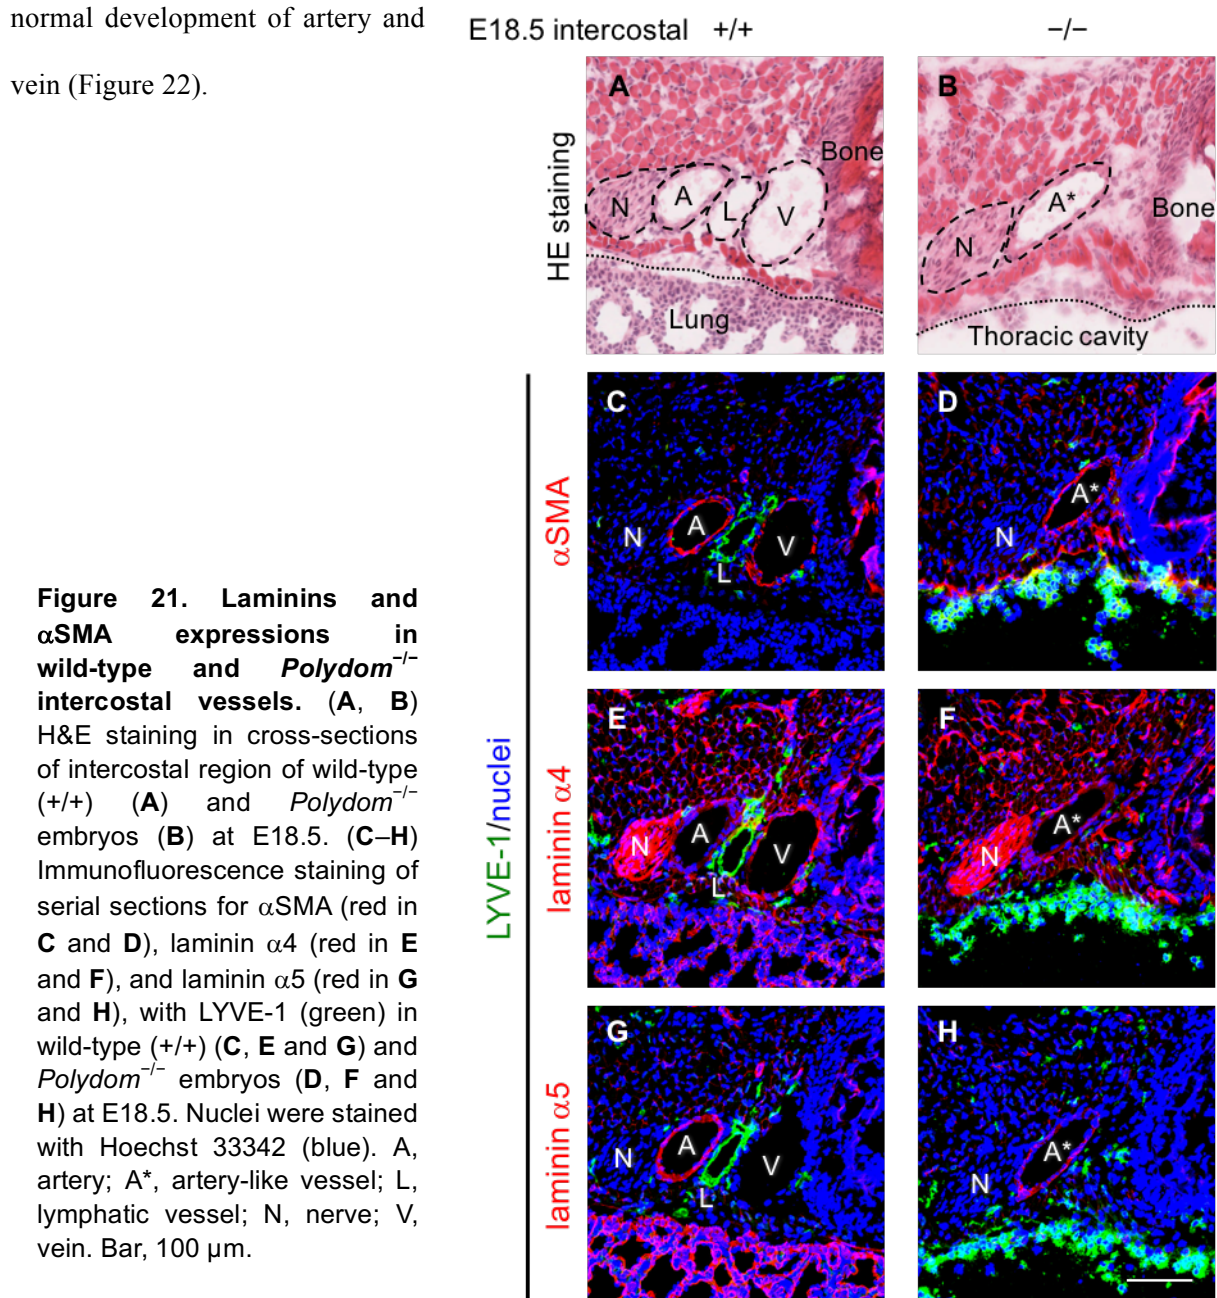 normal development of artery and
vein (Figure 22).
E18.5 intercostal +/+ −/−
HE staining
A
N
A
L
V
Bone
Lung
B
N
A*
Bone
Thoracic cavity
LYVE-1/nuclei
αSMA
C
N
A
L
V
D
N
A*
laminin α4
E
N
A
L
V
F
N
A*
laminin α5
G
N
A
L
V
H
N
A*
Figure 21. Laminins and
αSMA expressions in
wild-type and Polydom−/−
intercostal vessels. (A, B)
H&E staining in cross-sections
of intercostal region of wild-type
(+/+) (A) and Polydom−/−
embryos (B) at E18.5. (C–H)
Immunofluorescence staining of
serial sections for αSMA (red in
C and D), laminin α4 (red in E
and F), and laminin α5 (red in G
and H), with LYVE-1 (green) in
wild-type (+/+) (C, E and G) and
Polydom−/− embryos (D, F and
H) at E18.5. Nuclei were stained
with Hoechst 33342 (blue). A,
artery; A*, artery-like vessel; L,
lymphatic vessel; N, nerve; V,
vein. Bar, 100 μm.